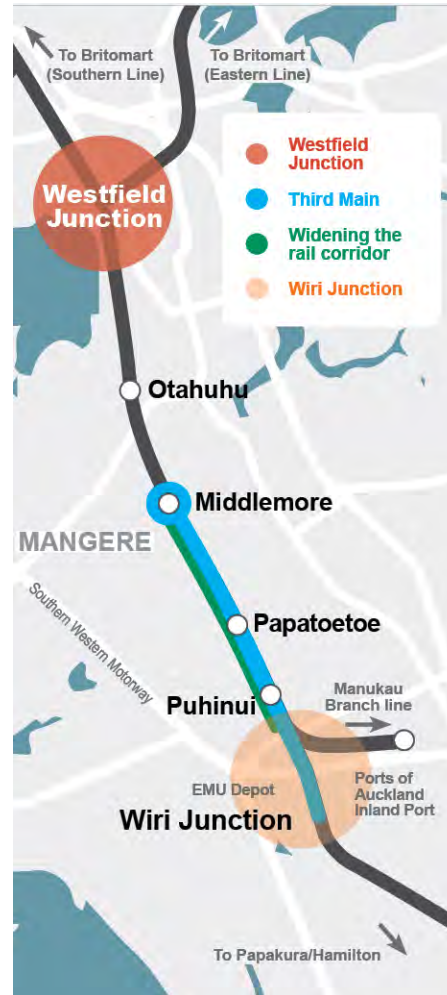 To Britomart
(Southern Line)
To Britomart
(Eastern Line)
Westfield
Junction
Third Main
Widening the
rail corridor
Wiri Junction
Westfield
Junction
Otahuhu
Middlemore
MANGERE
Southern Western Motorway
Papatoetoe
Puhinui
Manukau
Branch line
EMU Depot
Ports of
Auckland
Inland Port
Wiri Junction
To Papakura/Hamilton